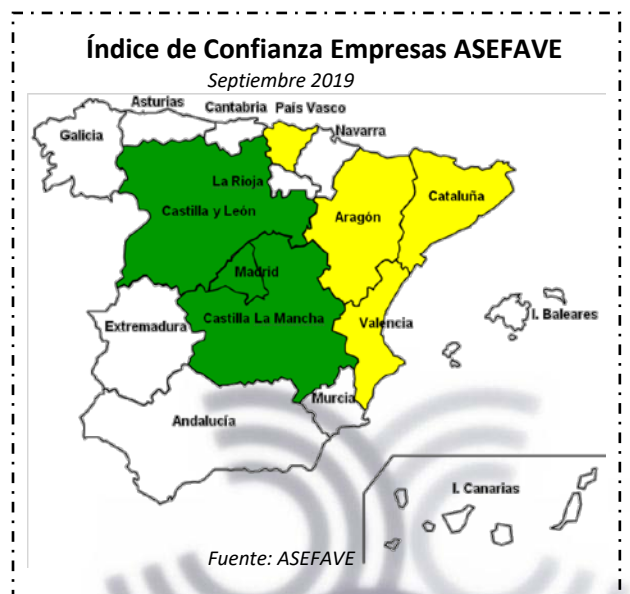 Índice de Confianza Empresas ASEFAVE
Septiembre 2019
Asturias
Cantabria
País Vasco
Galicia
Navarra
La Rioja
Castilla y León
Aragón
Cataluña
Madrid
Extremadura
Castilla La Mancha
Valencia
I. Baleares
Murcia
Andalucía
I. Canarias
Fuente: ASEFAVE